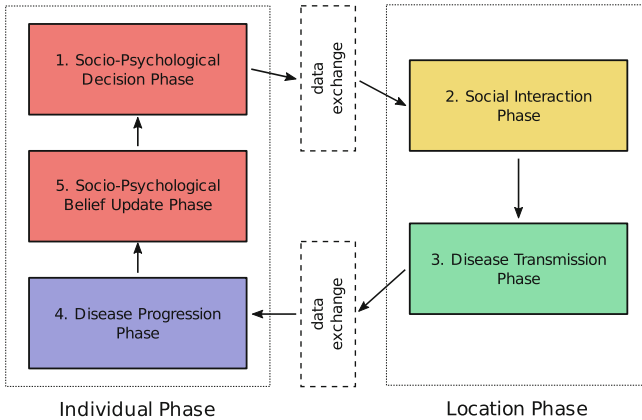 1. Socio-Psychological
Decision Phase
data
exchange
2. Social Interaction
Phase
5. Socio-Psychological
Belief Update Phase
3. Disease Transmission
Phase
data
exchange
4. Disease Progression
Phase
Individual Phase
Location Phase